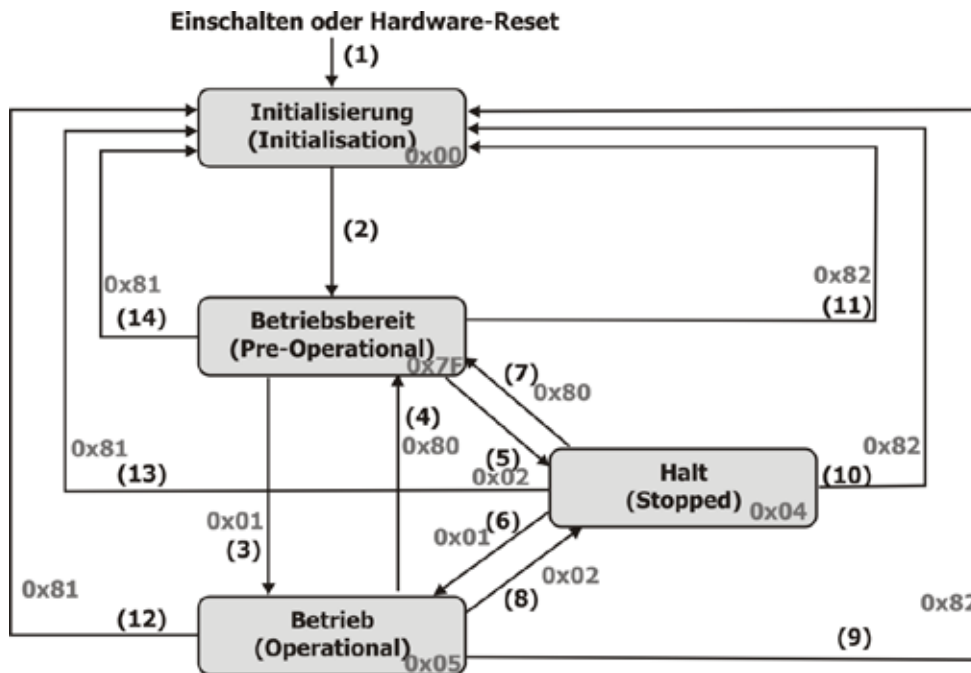 Einschalten oder Hardware-Reset
(1)
Initialisierung
(Initialisation)
0x00
(2)
0x81
0x82
(14)
(11)
Betriebsbereit
(Pre-Operational)
0x7F
(7)
0x80
(4)
0x80
(5)
0x02
0x81
(13)
0x82
(10)
Halt
(Stopped)
0x04
0x01
(3)
(6)
0x01
0x02
(8)
0x81
(12)
Betrieb
(Operational)
0x05
(9)
0x82